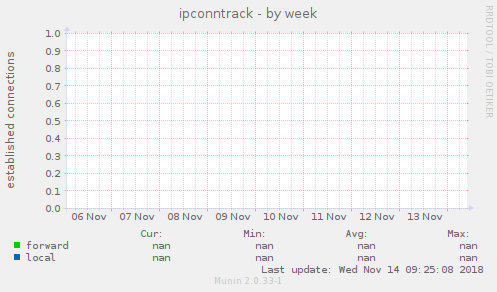 ipconntrack - by week
RRDTOOL / TOBI OETIKER
established connections
1.0
0.9
0.8
0.7
0.6
0.5
0.4
0.3
0.2
0.1
0.0
06 Nov 07 Nov 08 Nov 09 Nov 10 Nov 11 Nov 12 Nov 13 Nov
Cur: Min: Avg: Max:
forward nan nan nan nan
local nan nan nan nan
Last update: Wed Nov 14 09:25:08 2018
Munin 2.0.33-1